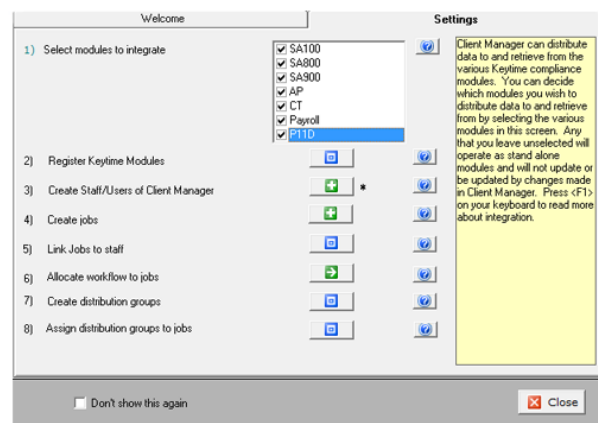 Welcome
Settings
1) Select modules to integrate
SA100
SA800
SA900
AP
CT
Payroll
P11D
2) Register Keytime Modules
3) Create Staff/Users of Client Manager *
4) Create jobs
5) Link Jobs to staff
6) Allocate workflow to jobs
7) Create distribution groups
8) Assign distribution groups to jobs
Client Manager can distribute
data to and retrieve from the
various Keytime compliance
modules. You can decide
which modules you wish to
distribute data to and retrieve
from by selecting the various
modules in this screen. Any
that you leave unselected will
operate as stand alone
modules and will not update or
be updated by changes made
in Client Manager. Press <F1>
on your keyboard to read more
about integration.
Don't show this again
Close